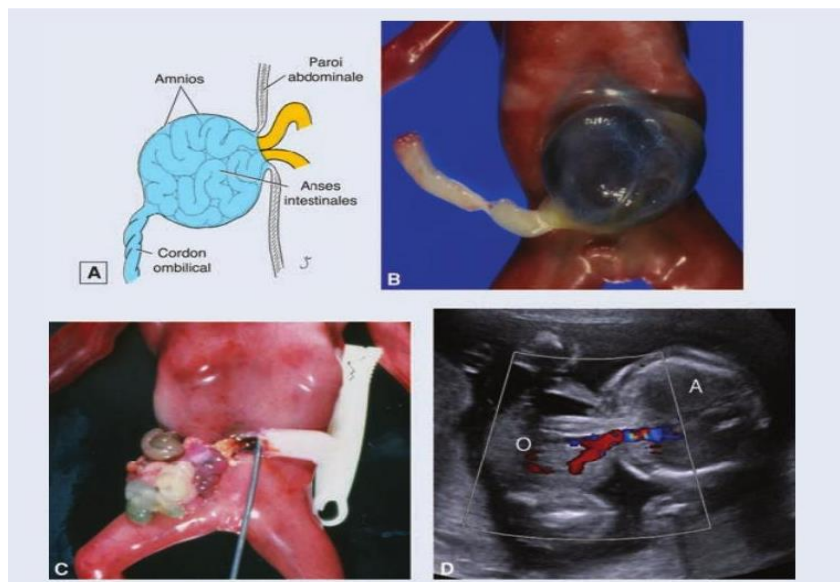 Amnios
Paroi
abdominale
Anses
intestinales
Cordon
ombilical
A
B
C
O
A
D